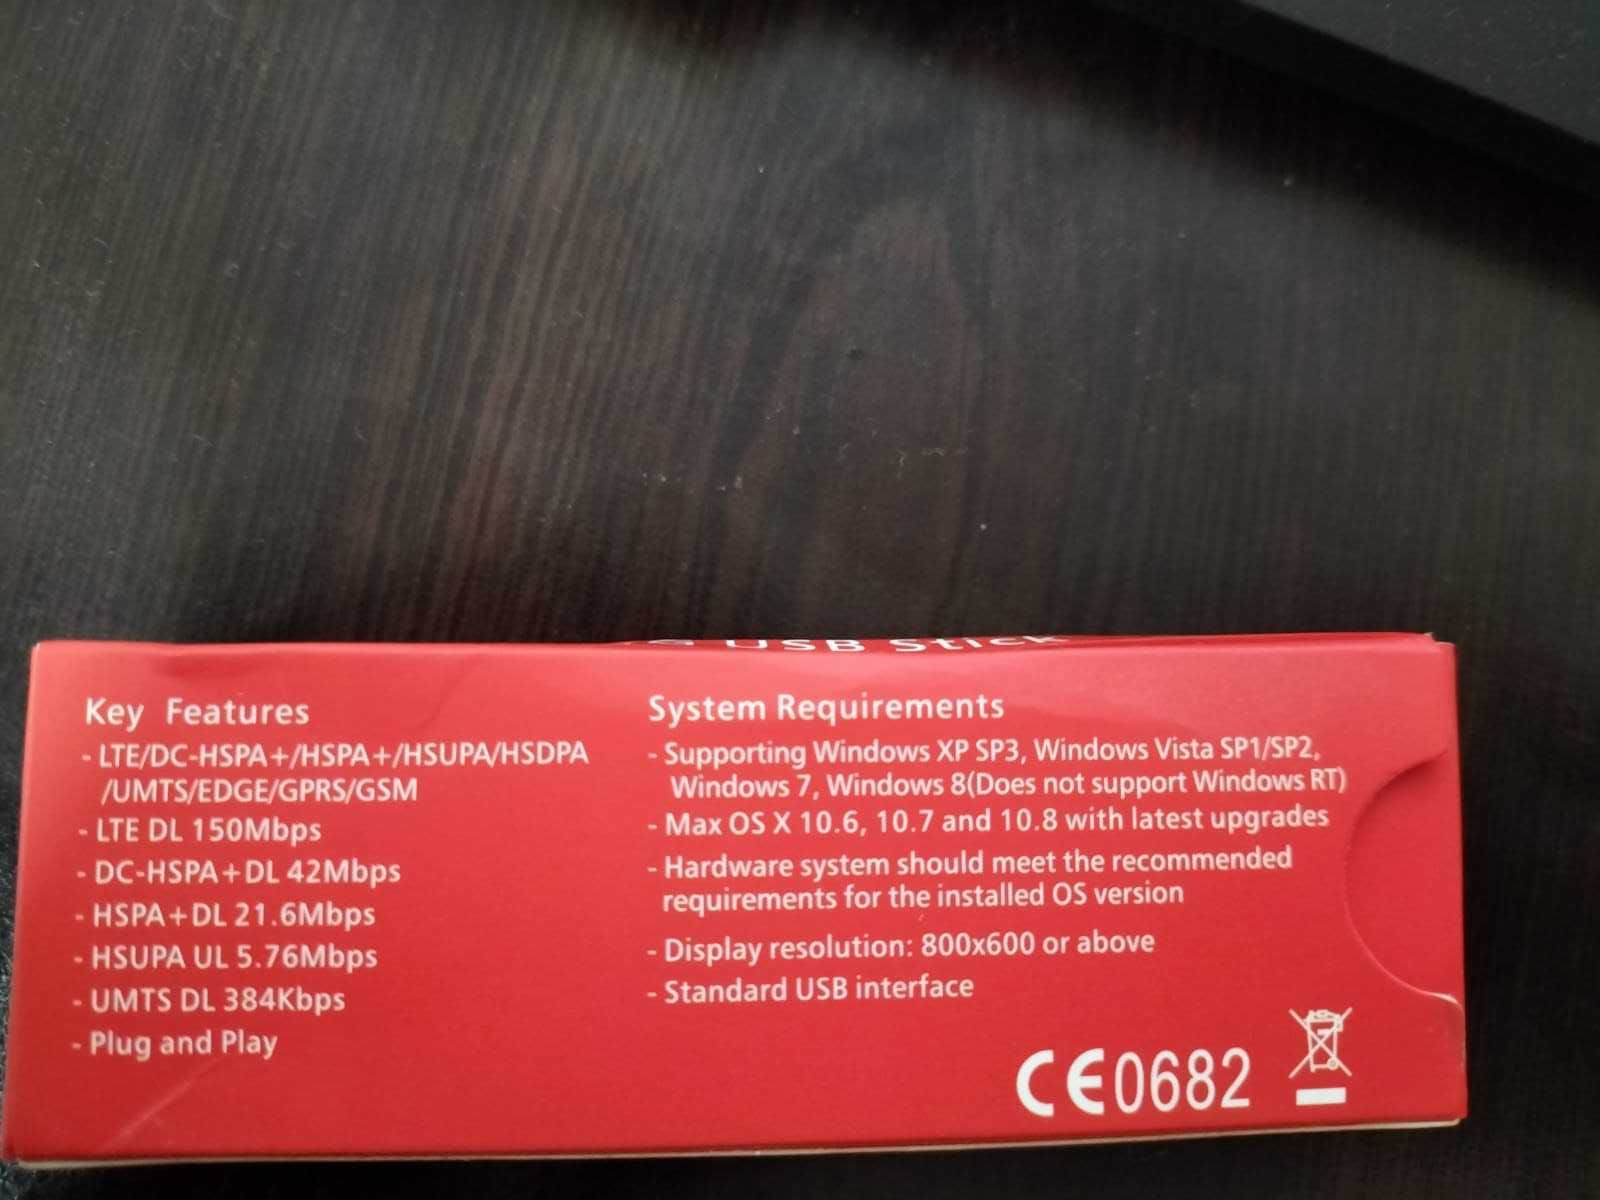 USB Stick
Key Features
- LTE/DC-HSPA+/HSPA+/HSUPA/HSDPA
/UMTS/EDGE/GPRS/GSM
- LTE DL 150Mbps
- DC-HSPA+DL 42Mbps
- HSPA+DL 21.6Mbps
- HSUPA UL 5.76Mbps
- UMTS DL 384Kbps
- Plug and Play
System Requirements
- Supporting Windows XP SP3, Windows Vista SP1/SP2,
Windows 7, Windows 8(Does not support Windows RT)
- Max OS X 10.6, 10.7 and 10.8 with latest upgrades
- Hardware system should meet the recommended
requirements for the installed OS version
- Display resolution: 800x600 or above
- Standard USB interface
CE0682